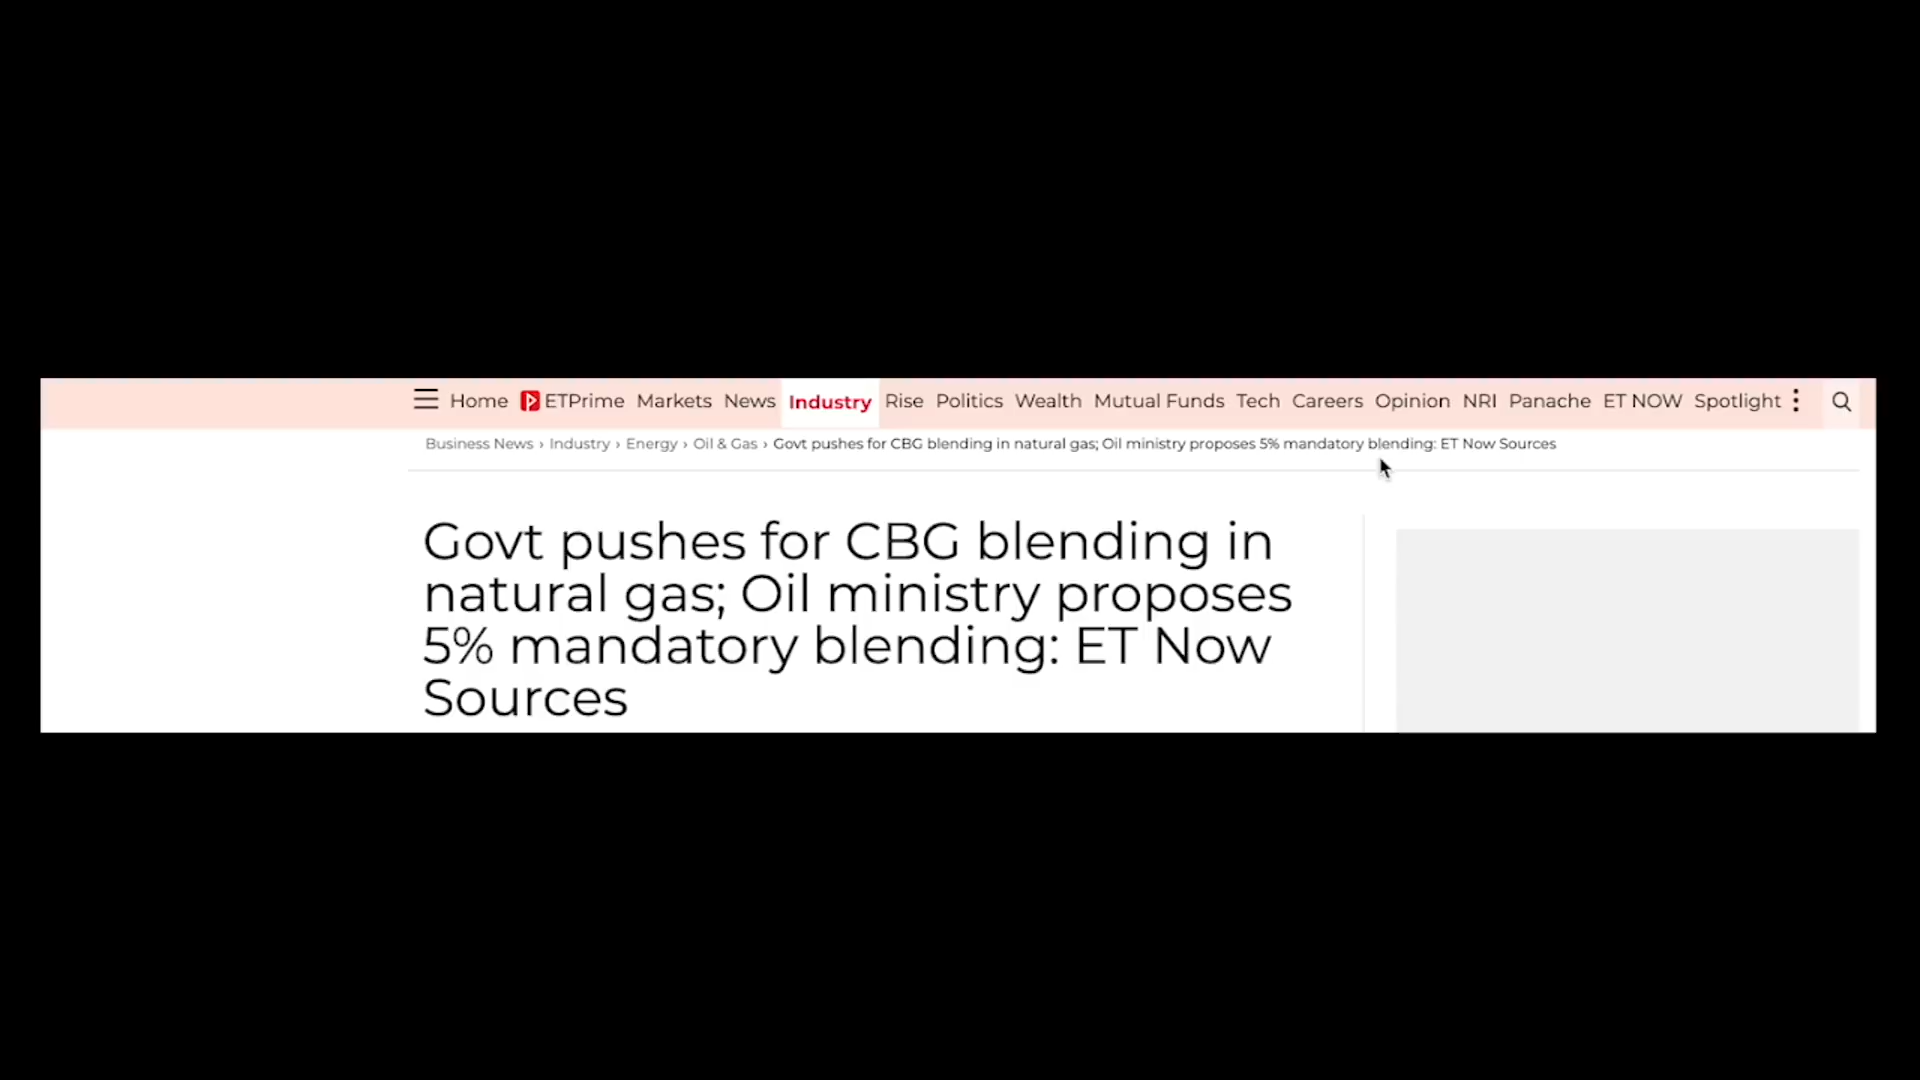 Home ETPrime Markets News Industry Rise Politics Wealth Mutual Funds Tech Careers Opinion NRI Panache ET NOW Spotlight
Business News › Industry › Energy › Oil & Gas › Govt pushes for CBG blending in natural gas; Oil ministry proposes 5% mandatory blending: ET Now Sources
Govt pushes for CBG blending in
natural gas; Oil ministry proposes
5% mandatory blending: ET Now
Sources